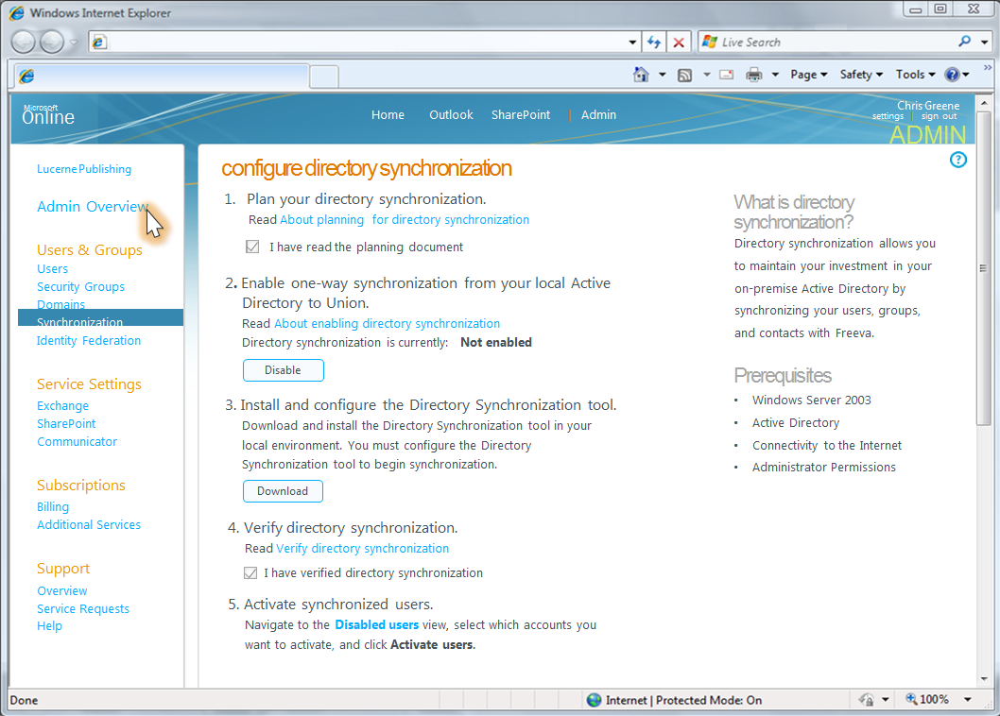 Windows Internet Explorer
Live Search
Page Safety Tools
Microsoft
Online
Home Outlook SharePoint | Admin
Chris Greene
settings | sign out
ADMIN
Lucerne Publishing
Admin Overview
Users & Groups
Users
Security Groups
Domains
Synchronization
Identity Federation
Service Settings
Exchange
SharePoint
Communicator
Subscriptions
Billing
Additional Services
Support
Overview
Service Requests
Help
configure directory synchronization
1. Plan your directory synchronization.
Read About planning for directory synchronization
I have read the planning document
2. Enable one-way synchronization from your local Active
Directory to Union.
Read About enabling directory synchronization
Directory synchronization is currently: Not enabled
Disable
3. Install and configure the Directory Synchronization tool.
Download and install the Directory Synchronization tool in your
local environment. You must configure the Directory
Synchronization tool to begin synchronization.
Download
4. Verify directory synchronization.
Read Verify directory synchronization
I have verified directory synchronization
5. Activate synchronized users.
Navigate to the Disabled users view, select which accounts you
want to activate, and click Activate users.
What is directory
synchronization?
Directory synchronization allows you
to maintain your investment in your
on-premise Active Directory by
synchronizing your users, groups,
and contacts with Freeva.
Prerequisites
• Windows Server 2003
• Active Directory
• Connectivity to the Internet
• Administrator Permissions
Done
Internet | Protected Mode: On
100%